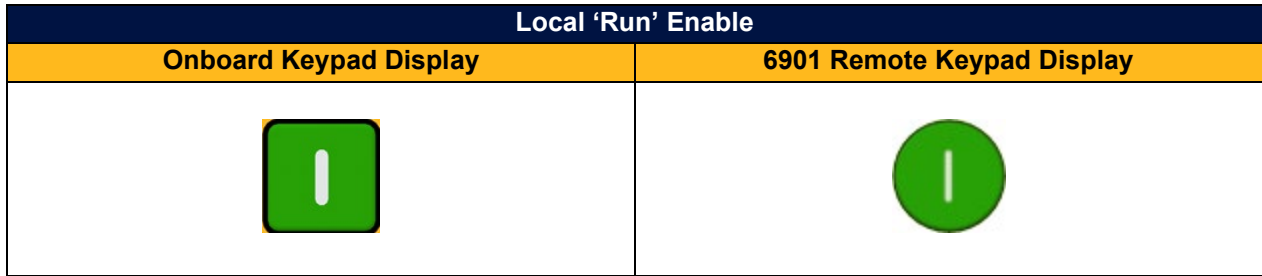 Local ‘Run’ Enable
Onboard Keypad Display
6901 Remote Keypad Display